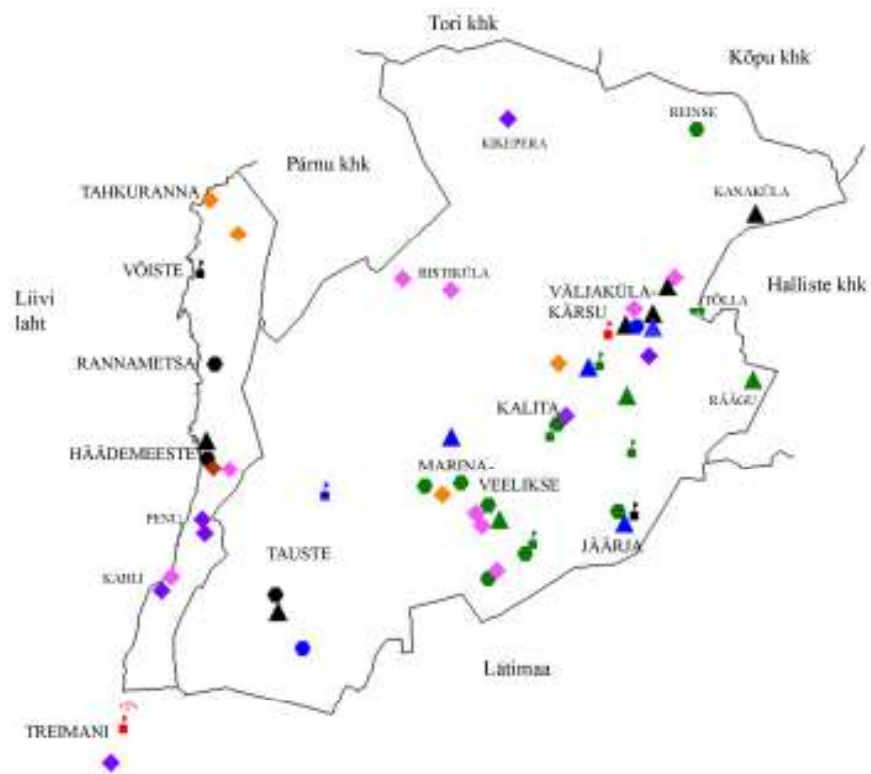 Tori khk
Kõpu khk
REINSE
KIKEPERA
Pärnu khk
KANAKÜLA
TAHKURANNA
VÕISTE
RISTIKÜLA
Halliste khk
Liivi
laht
VÄLJAKÜLA-
KÄRSU
TÕLLA
RANNAMETSA
RÄÄGU
KALITA
HÄÄDEMEESTE
MARINA-
VEELIKSE
PENU
JÄÄRJA
TAUSTE
KABLI
Lätimaa
TREIMANI